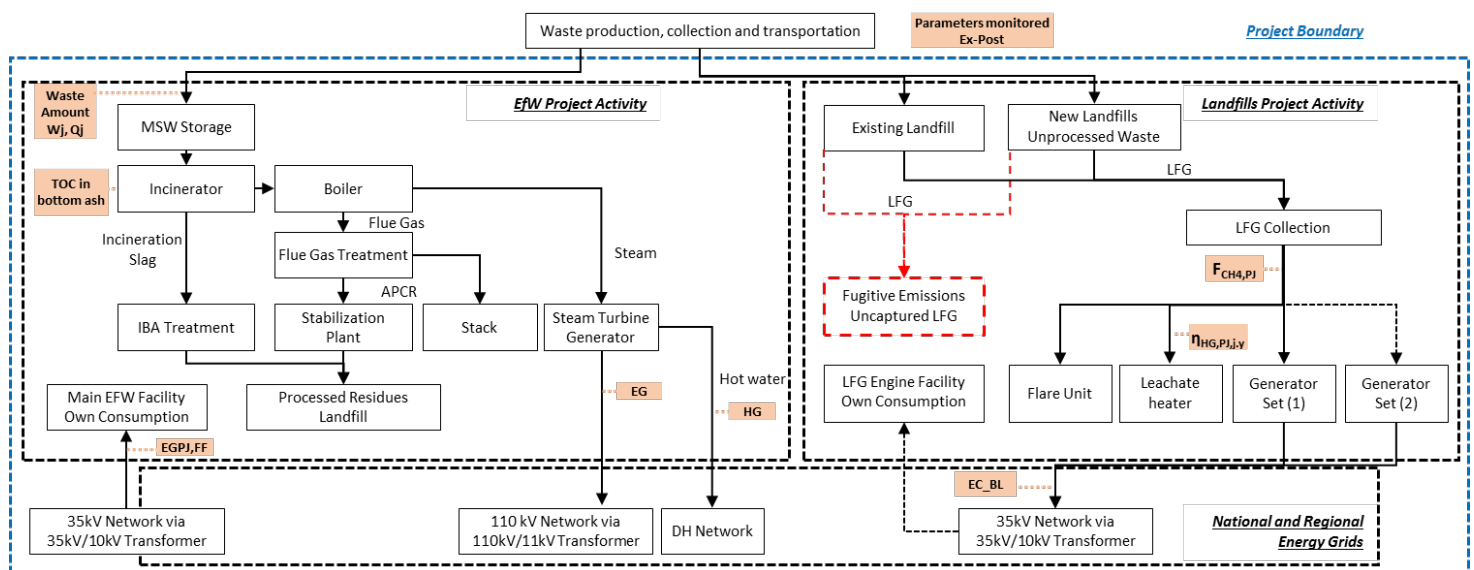 Waste production, collection and transportation
Parameters monitored
Ex-Post
Project Boundary
Waste
Amount
Wj, Qj
EfW Project Activity
MSW Storage
TOC in
bottom ash
Incinerator
Boiler
Flue Gas
Incineration
Slag
Flue Gas Treatment
Steam
APCR
IBA Treatment
Stabilization
Plant
Stack
Steam Turbine
Generator
Hot water
Main EFW Facility
Own Consumption
Processed Residues
Landfill
EG
HG
EGPJ,FF
Landfills Project Activity
Existing Landfill
New Landfills
Unprocessed Waste
LFG
LFG
LFG Collection
FCH4,PJ
Fugitive Emissions
Uncaptured LFG
ηHG,PJ,j.y
LFG Engine Facility
Own Consumption
Flare Unit
Leachate
heater
Generator
Set (1)
Generator
Set (2)
EC_BL
35kV Network via
35kV/10kV Transformer
110 kV Network via
110kV/11kV Transformer
DH Network
35kV Network via
35kV/10kV Transformer
National and Regional
Energy Grids